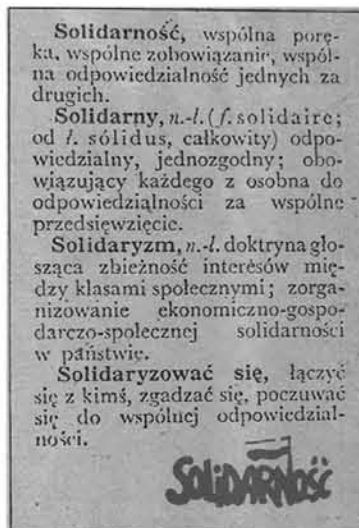 Solidarność, wspólna porę-
ka, wspólne zobowiązanie, wspól-
na odpowiedzialność jednych za
drugich.
Solidarny, n.-ł. (f. solidaire;
od ł. sólidus, całkowity) odpo-
wiedzialny, jednozgodny; obo-
wiązujący każdego z osobna do
odpowiedzialności za wspólne
przedsięwzięcie.
Solidaryzm, n.-ł. doktryna gło-
sząca zbieżność interésów mię-
dzy klasami społecznymi; zorga-
nizowanie ekonomiczno-gospo-
darczo-społecznej solidarności
w państwie.
Solidaryzować się, łączyć
się z kimś, zgadzać się, poczuwać
się do wspólnej odpowiedzial-
ności.
SOLIDARNOŚĆ